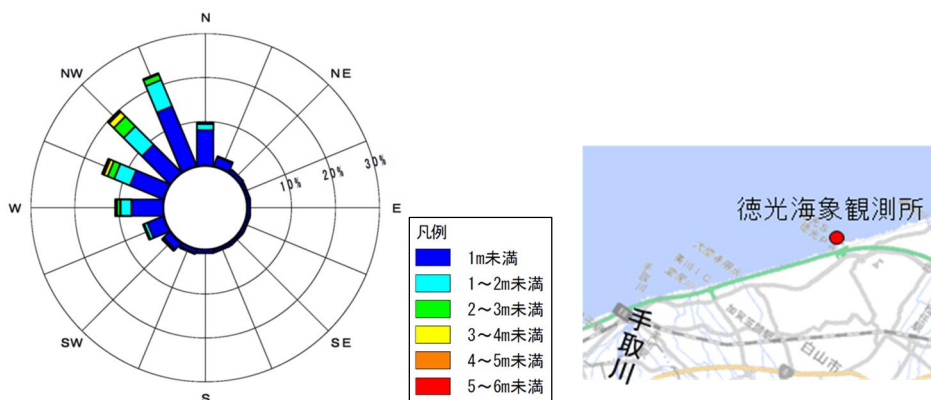 N
NW
NE
30%
20%
10%
W
E
SW
SE
S
凡例
1m未満
1~2m未満
2~3m未満
3~4m未満
4~5m未満
5~6m未満
徳光海象観測所
手取川
白山市